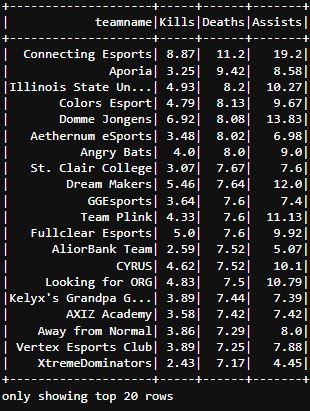 +--------------------+-----+------+-------+
|            teamname|Kills|Deaths|Assists|
+--------------------+-----+------+-------+
|  Connecting Esports| 8.87|  11.2|   19.2|
|              Aporia| 3.25|  9.42|   8.58|
|Illinois State Un...| 4.93|   8.2|  10.27|
|       Colors Esport| 4.79|  8.13|   9.67|
|       Domme Jongens| 6.92|  8.08|  13.83|
|   Aethernum eSports| 3.48|  8.02|   6.98|
|          Angry Bats|  4.0|   8.0|    9.0|
|   St. Clair College| 3.07|  7.67|    7.6|
|        Dream Makers| 5.46|  7.64|   12.0|
|           GGEsports| 3.64|   7.6|    7.4|
|          Team Plink| 4.33|   7.6|  11.13|
|   Fullclear Esports|  5.0|   7.6|   9.92|
|      AliorBank Team| 2.59|  7.52|   5.07|
|               CYRUS| 4.62|  7.52|   10.1|
|     Looking for ORG| 4.83|   7.5|  10.79|
|Kelyx's Grandpa G...| 3.89|  7.44|   7.39|
|        AXIZ Academy| 3.58|  7.42|   7.42|
|    Away from Normal| 3.86|  7.29|    8.0|
| Vertex Esports Club| 3.89|  7.25|   7.88|
|    XtremeDominators| 2.43|  7.17|   4.45|
+--------------------+-----+------+-------+
only showing top 20 rows